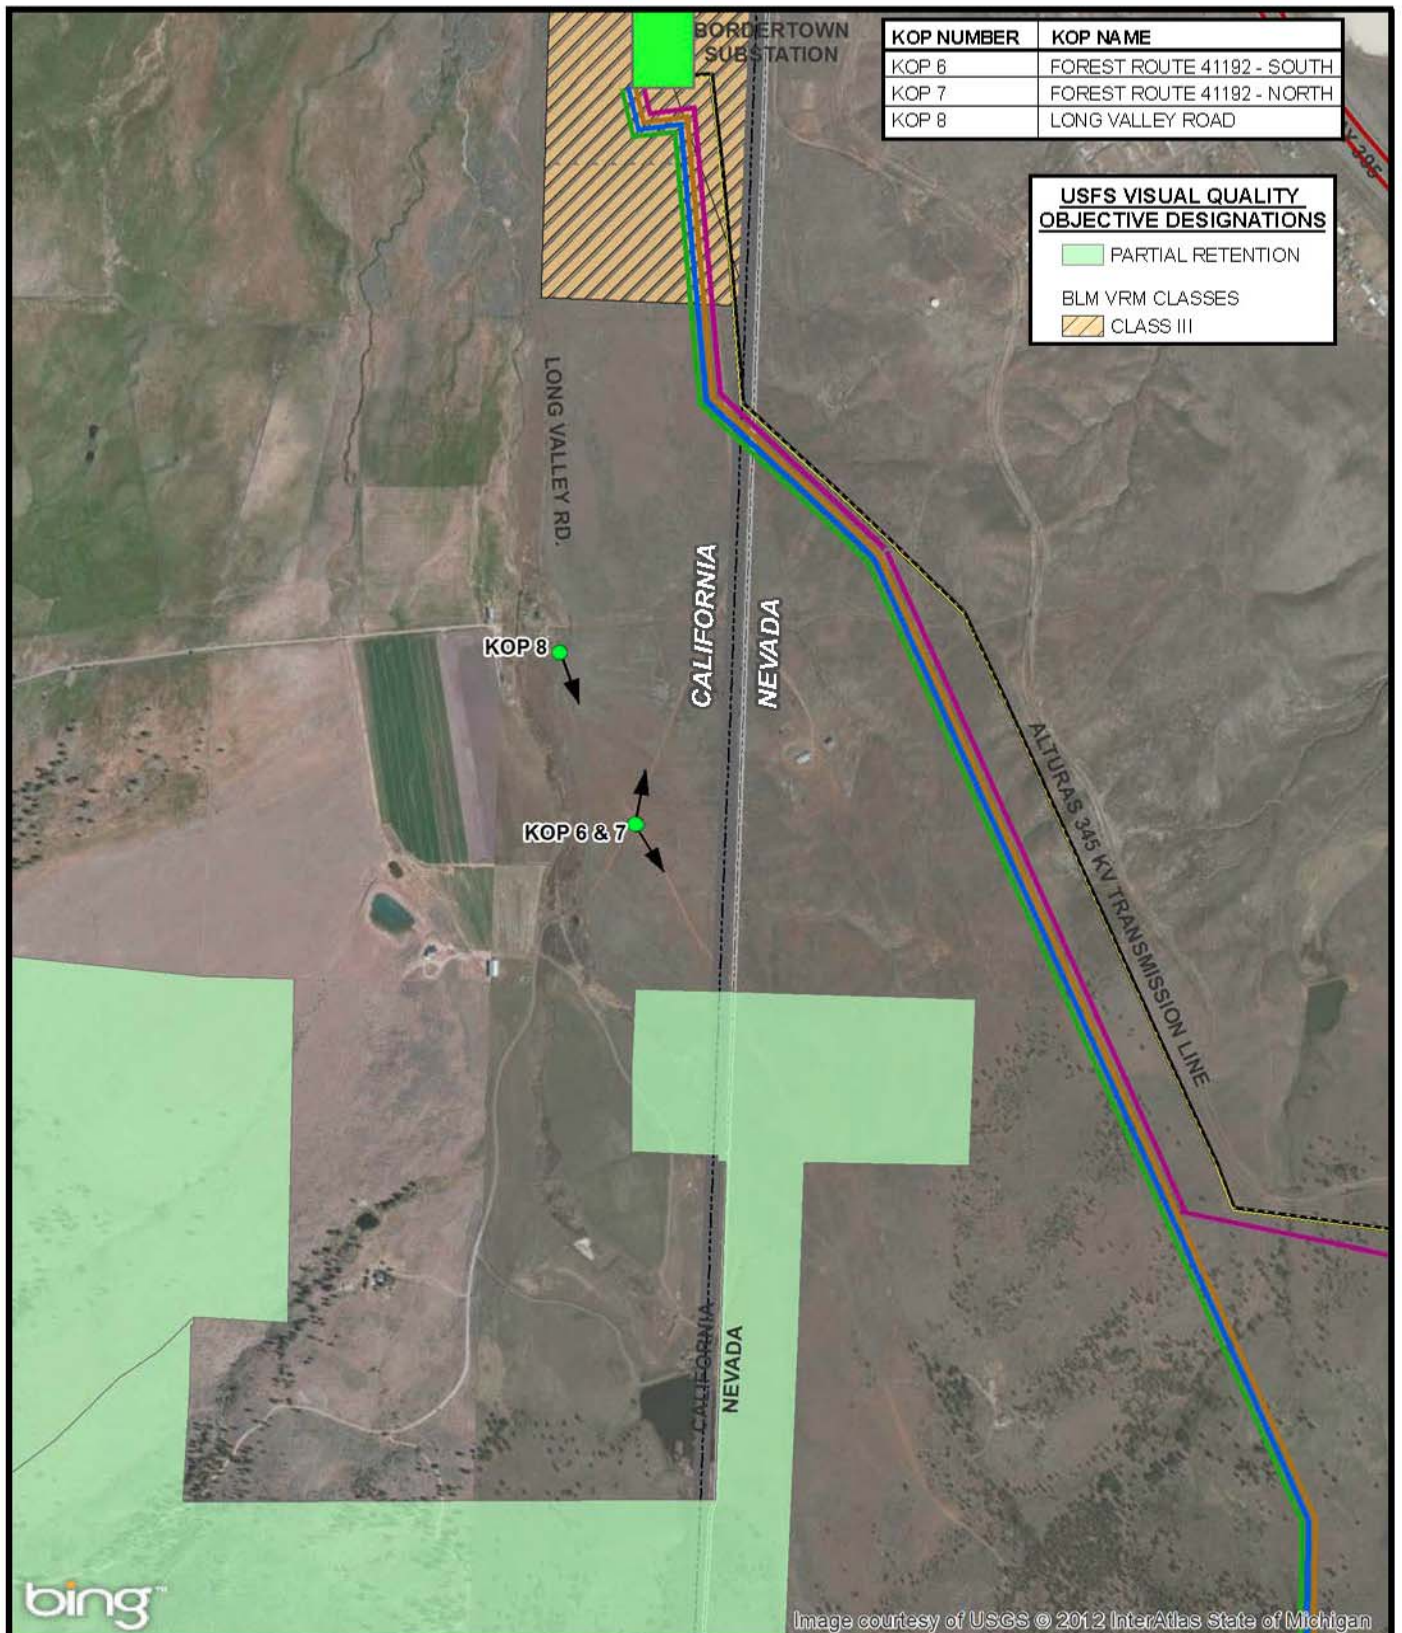 BORDERTOWN
SUBSTATION
KOP NUMBER KOP NAME
KOP 6 FOREST ROUTE 41192 - SOUTH
KOP 7 FOREST ROUTE 41192 - NORTH
KOP 8 LONG VALLEY ROAD
USFS VISUAL QUALITY
OBJECTIVE DESIGNATIONS
PARTIAL RETENTION
BLM VRM CLASSES
CLASS III
395
LONG VALLEY RD.
CALIFORNIA
NEVADA
KOP 8
KOP 6 & 7
ALTURAS 345 KV TRANSMISSION LINE
CALIFORNIA
NEVADA
bing™
Image courtesy of USGS © 2012 InterAtlas State of Michigan